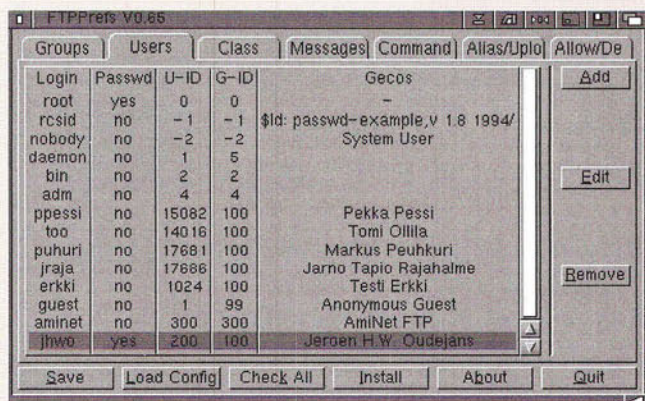 FTPPrefs V0.65
Groups Users Class Messages Command Alias/Uplo Allow/De
Login Passwd U-ID G-ID Gecos
root yes 0 0 -
rcsid no -1 -1 $Id: passwd-example,v 1.8 1994/
nobody no -2 -2 System User
daemon no 1 5
bin no 2 2
adm no 4 4
ppessi no 15082 100 Pekka Pessi
too no 14016 100 Tomi Ollila
puhuri no 17681 100 Markus Peuhkuri
jraja no 17686 100 Jarno Tapio Rajahalme
erkki no 1024 100 Testi Erkki
guest no 1 99 Anonymous Guest
aminet no 300 300 AmiNet FTP
jhwo yes 200 100 Jeroen H.W. Oudejans
Add
Edit
Remove
Save Load Config Check All Install About Quit